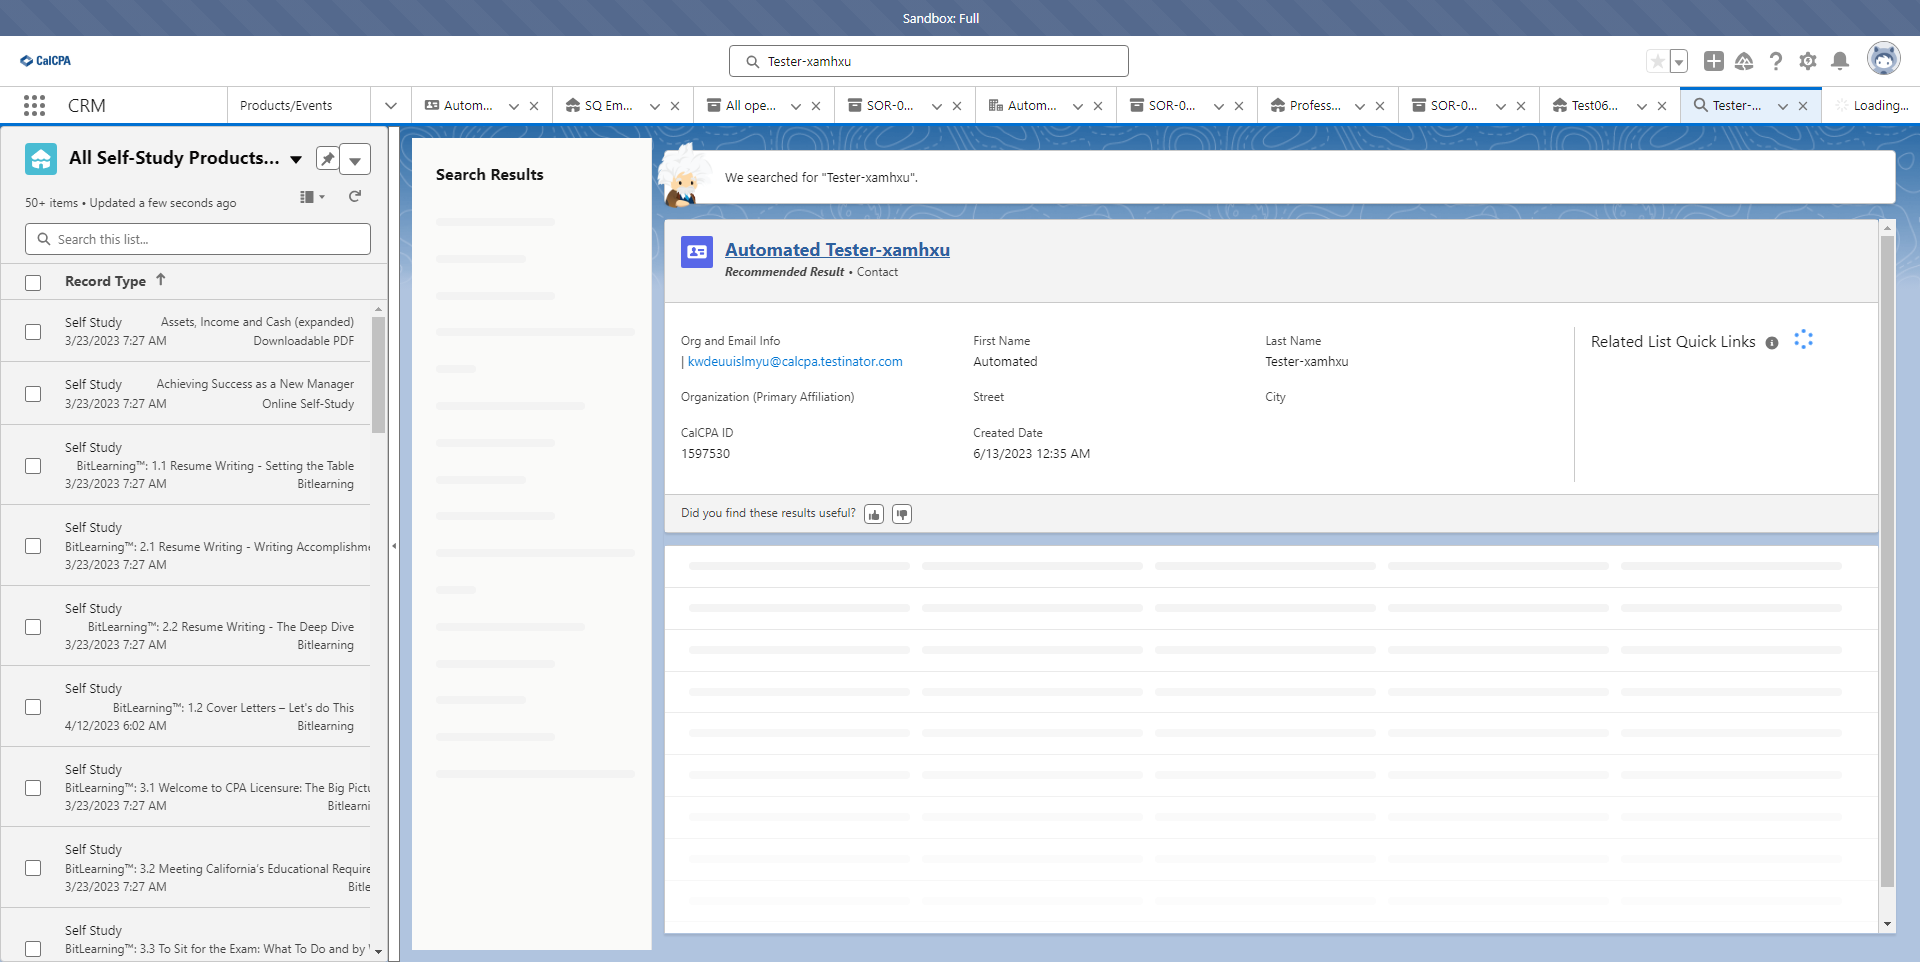 Sandbox: Full
CalCPA
Tester-xamhxu
CRM
Products/Events
Autom...
SQ Em...
All ope...
SOR-0...
Autom...
SOR-0...
Profess...
SOR-0...
Test06...
Tester-...
Loading...
All Self-Study Products...
50+ items • Updated a few seconds ago
Search this list...
Record Type
Self Study Assets, Income and Cash (expanded)
3/23/2023 7:27 AM Downloadable PDF
Self Study Achieving Success as a New Manager
3/23/2023 7:27 AM Online Self-Study
Self Study
BitLearning™: 1.1 Resume Writing - Setting the Table
3/23/2023 7:27 AM Bitlearning
Self Study
BitLearning™: 2.1 Resume Writing - Writing Accomplishme
3/23/2023 7:27 AM
Self Study
BitLearning™: 2.2 Resume Writing - The Deep Dive
3/23/2023 7:27 AM Bitlearning
Self Study
BitLearning™: 1.2 Cover Letters – Let's do This
4/12/2023 6:02 AM Bitlearning
Self Study
BitLearning™: 3.1 Welcome to CPA Licensure: The Big Pictu
3/23/2023 7:27 AM Bitlearni
Self Study
BitLearning™: 3.2 Meeting California's Educational Require
3/23/2023 7:27 AM Bitle
Self Study
BitLearning™: 3.3 To Sit for the Exam: What To Do and by
Search Results
We searched for "Tester-xamhxu".
Automated Tester-xamhxu
Recommended Result • Contact
Org and Email Info
| kwdeuuislmyu@calcpa.testinator.com
First Name
Automated
Last Name
Tester-xamhxu
Organization (Primary Affiliation)
Street
City
CalCPA ID
1597530
Created Date
6/13/2023 12:35 AM
Related List Quick Links
Did you find these results useful?